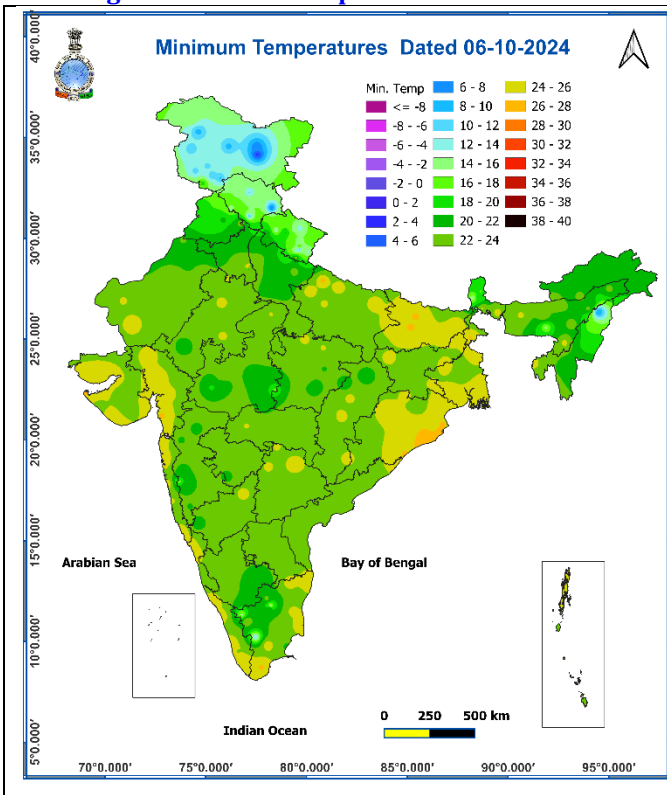 Minimum Temperatures Dated 06-10-2024
Min. Temp
<= -8
-8 - -6
-6 - -4
-4 - -2
-2 - 0
0 - 2
2 - 4
4 - 6
6 - 8
8 - 10
10 - 12
12 - 14
14 - 16
16 - 18
18 - 20
20 - 22
22 - 24
24 - 26
26 - 28
28 - 30
30 - 32
32 - 34
34 - 36
36 - 38
38 - 40
40°0.000'
35°0.000'
30°0.000'
25°0.000'
20°0.000'
15°0.000'
10°0.000'
5°0.000'
Arabian Sea
Bay of Bengal
Indian Ocean
0 250 500 km
70°0.000' 75°0.000' 80°0.000' 85°0.000' 90°0.000' 95°0.000'